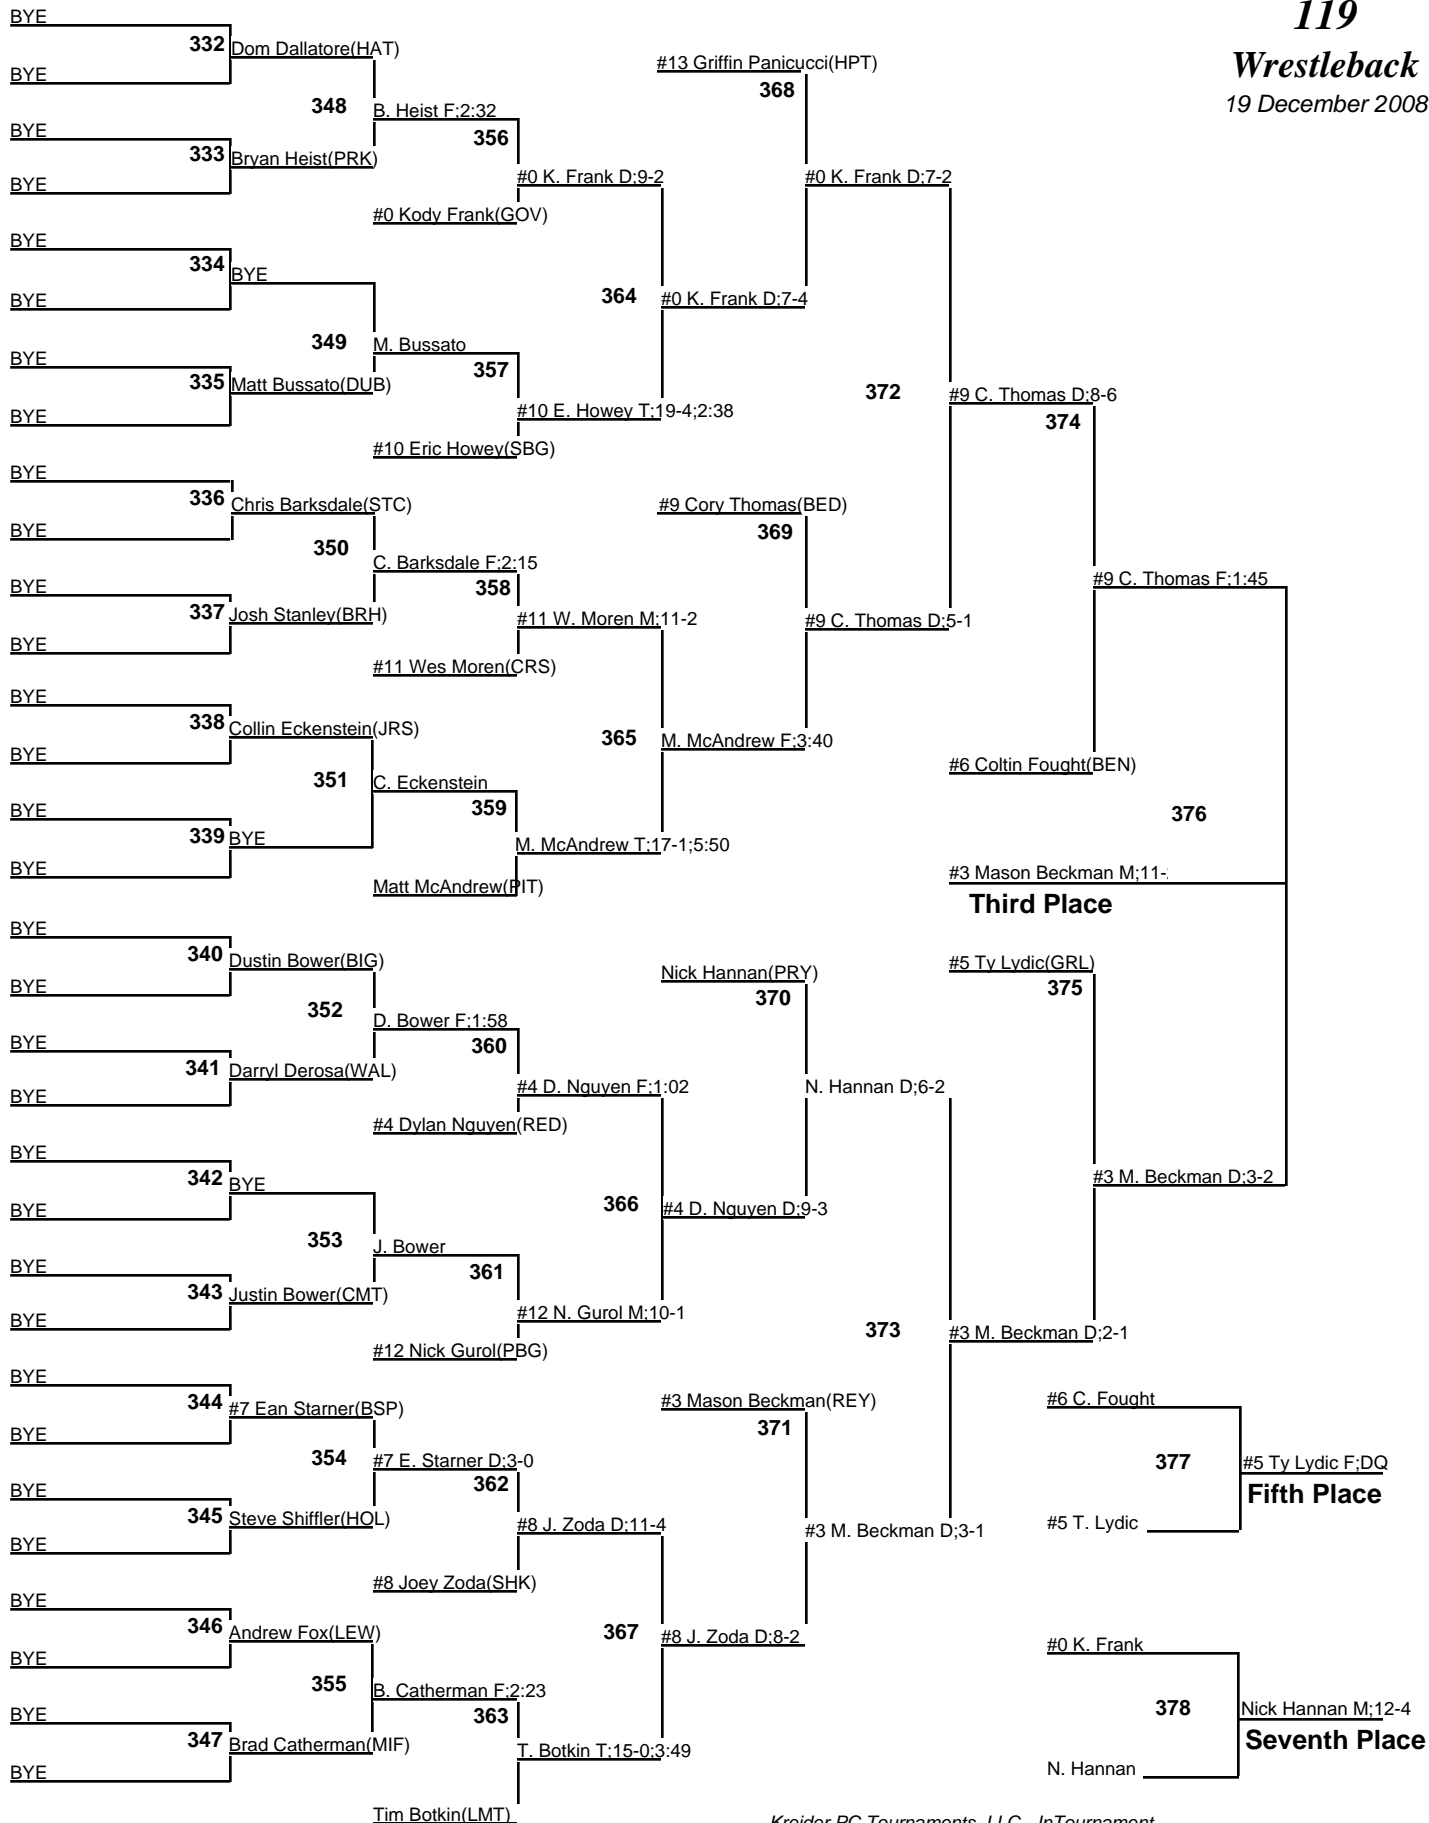 119
Wrestleback
19 December 2008
BYE
332 Dom Dallatore(HAT)
BYE
348 B. Heist F;2:32
BYE
333 Bryan Heist(PRK)
BYE
356 #0 K. Frank D;9-2
#0 Kody Frank(GOV)
BYE
334 BYE
BYE
349 M. Bussato
BYE
335 Matt Bussato(DUB)
BYE
357 #10 E. Howey T;19-4;2:38
#10 Eric Howey(SBG)
364 #0 K. Frank D;7-4
#13 Griffin Panicucci(HPT)
368 #0 K. Frank D;7-2
BYE
336 Chris Barksdale(STC)
BYE
350 C. Barksdale F;2:15
BYE
337 Josh Stanley(BRH)
BYE
358 #11 W. Moren M;11-2
#11 Wes Moren(CRS)
BYE
338 Collin Eckenstein(JRS)
BYE
351 C. Eckenstein
BYE
339 BYE
BYE
359 M. McAndrew T;17-1;5:50
Matt McAndrew(PIT)
365 M. McAndrew F;3:40
#9 Cory Thomas(BED)
369 #9 C. Thomas D;5-1
372 #9 C. Thomas D;8-6
374 #9 C. Thomas F;1:45
#6 Coltin Fought(BEN)
376
#3 Mason Beckman M;11-
Third Place
BYE
340 Dustin Bower(BIG)
BYE
352 D. Bower F;1:58
BYE
341 Darryl Derosa(WAL)
BYE
360 #4 D. Nguyen F;1:02
#4 Dylan Nguyen(RED)
BYE
342 BYE
BYE
353 J. Bower
BYE
343 Justin Bower(CMT)
BYE
361 #12 N. Gurol M;10-1
#12 Nick Gurol(PBG)
366 #4 D. Nguyen D;9-3
Nick Hannan(PRY)
370 N. Hannan D;6-2
#5 Ty Lydic(GRL)
375 #3 M. Beckman D;3-2
373 #3 M. Beckman D;2-1
BYE
344 #7 Ean Starner(BSP)
BYE
354 #7 E. Starner D;3-0
BYE
345 Steve Shiffler(HOL)
BYE
362 #8 J. Zoda D;11-4
#8 Joey Zoda(SHK)
BYE
346 Andrew Fox(LEW)
BYE
355 B. Catherman F;2:23
BYE
347 Brad Catherman(MIF)
BYE
363 T. Botkin T;15-0;3:49
Tim Botkin(LMT)
367 #8 J. Zoda D;8-2
#3 Mason Beckman(REY)
371 #3 M. Beckman D;3-1
#6 C. Fought
377 #5 Ty Lydic F;DQ
Fifth Place
#5 T. Lydic
#0 K. Frank
378 Nick Hannan M;12-4
Seventh Place
N. Hannan
Kreider PC Tournaments, LLC - InTournament